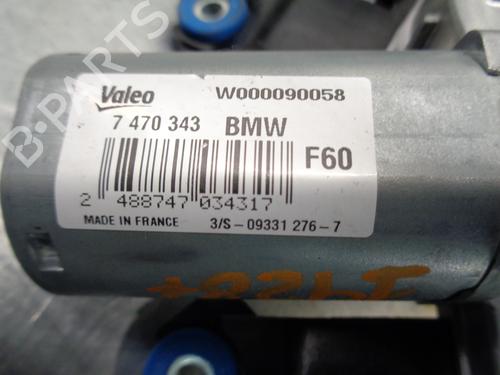 B-PARTS
Valeo W000090058
7 470 343 BMW
F60
2 488747 034317
MADE IN FRANCE 3/S-09331 276-7